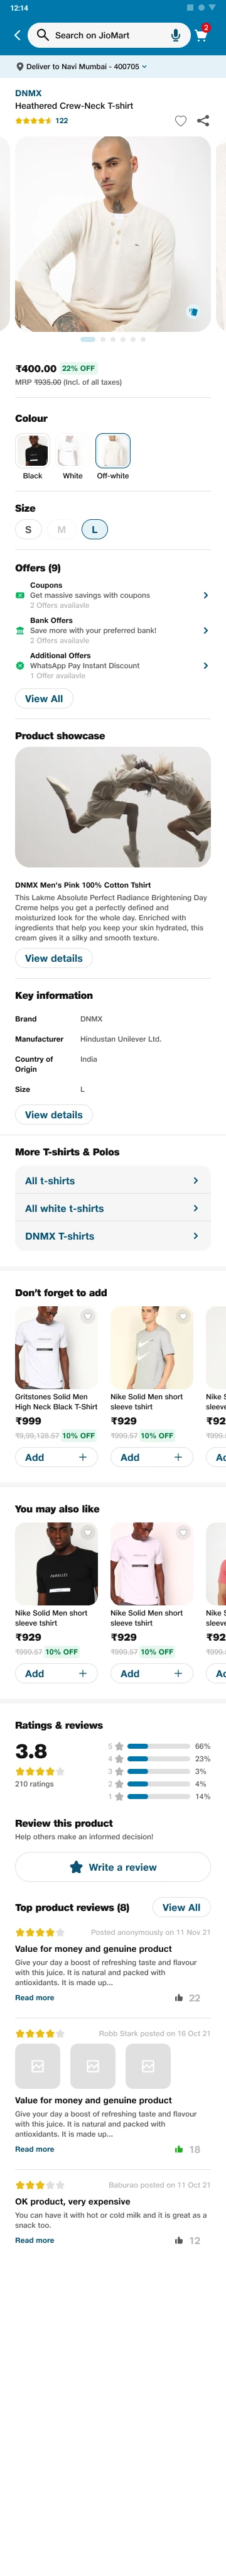 12:14
Search on JioMart
2
Deliver to Navi Mumbai - 400705
DNMX
Heathered Crew-Neck T-shirt
122
₹400.00 22% OFF
MRP ₹935.00 (Incl. of all taxes)
Colour
Black White Off-white
Size
S M L
Offers (9)
Coupons
Get massive savings with coupons
2 Offers availavle
Bank Offers
Save more with your preferred bank!
2 Offers availavle
Additional Offers
WhatsApp Pay Instant Discount
1 Offer availavle
View All
Product showcase
DNMX Men's Pink 100% Cotton Tshirt
This Lakme Absolute Perfect Radiance Brightening Day
Creme helps you get a perfectly defined and
moisturized look for the whole day. Enriched with
ingredients that help you keep your skin hydrated, this
cream gives it a silky and smooth texture.
View details
Key information
Brand DNMX
Manufacturer Hindustan Unilever Ltd.
Country of India
Origin
Size L
View details
More T-shirts & Polos
All t-shirts
All white t-shirts
DNMX T-shirts
Don't forget to add
Gritstones Solid Men Nike Solid Men short Nike S
High Neck Black T-Shirt sleeve tshirt sleeve
₹999 ₹929 ₹92
₹9,99,128.57 10% OFF ₹999.57 10% OFF ₹999.
Add Add Ac
You may also like
Nike Solid Men short Nike Solid Men short Nike S
sleeve tshirt sleeve tshirt sleeve
₹929 ₹929 ₹92
₹999.57 10% OFF ₹999.57 10% OFF ₹999.
Add Add Ac
Ratings & reviews
3.8
210 ratings
5 66%
4 23%
3 3%
2 4%
1 14%
Review this product
Help others make an informed decision!
Write a review
Top product reviews (8) View All
Posted anonymously on 11 Nov 21
Value for money and genuine product
Give your day a boost of refreshing taste and flavour
with this juice. It is natural and packed with
antioxidants. It is made up...
Read more 22
Robb Stark posted on 16 Oct 21
Value for money and genuine product
Give your day a boost of refreshing taste and flavour
with this juice. It is natural and packed with
antioxidants. It is made up...
Read more 18
Baburao posted on 11 Oct 21
OK product, very expensive
You can have it with hot or cold milk and it is great as a
snack too.
Read more 12